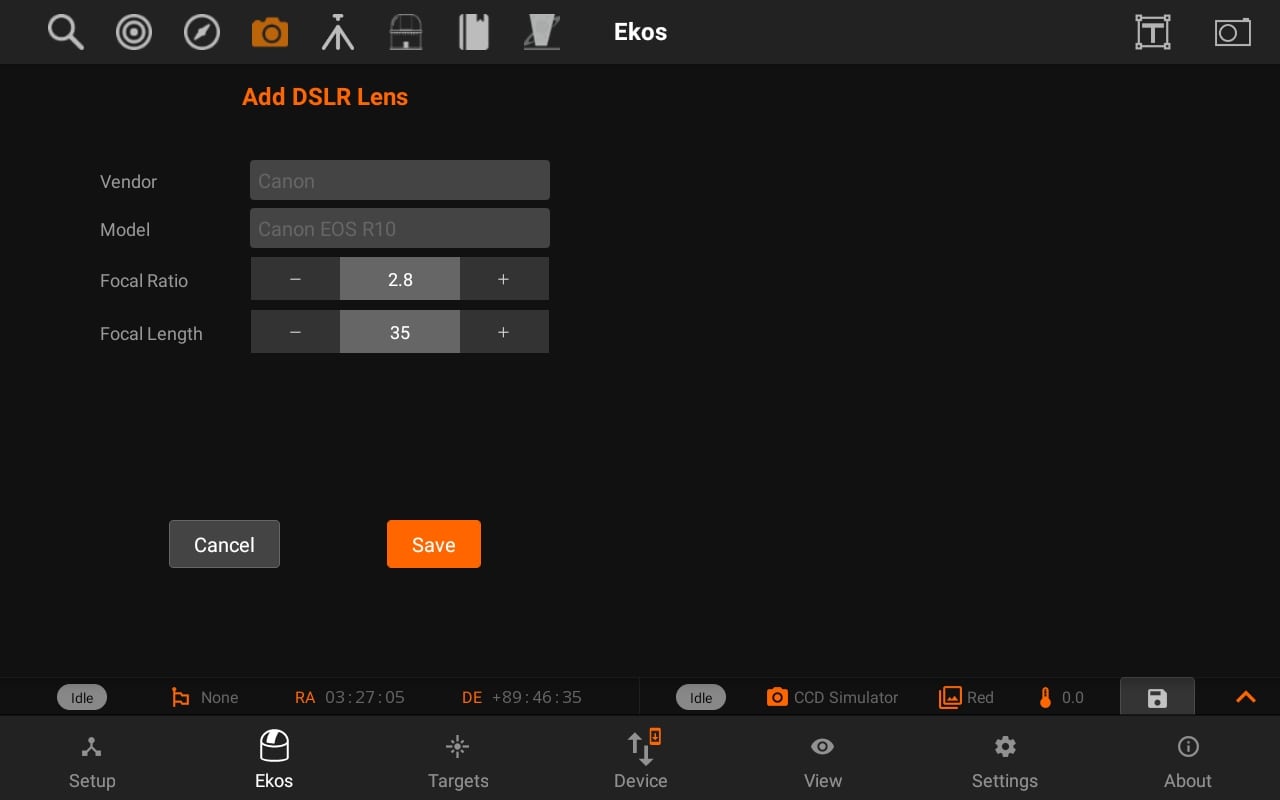 Ekos
Add DSLR Lens
Vendor Canon
Model Canon EOS R10
Focal Ratio − 2.8 +
Focal Length − 35 +
Cancel Save
Idle None RA 03:27:05 DE +89:46:35 Idle CCD Simulator Red 0.0
Setup Ekos Targets Device View Settings About